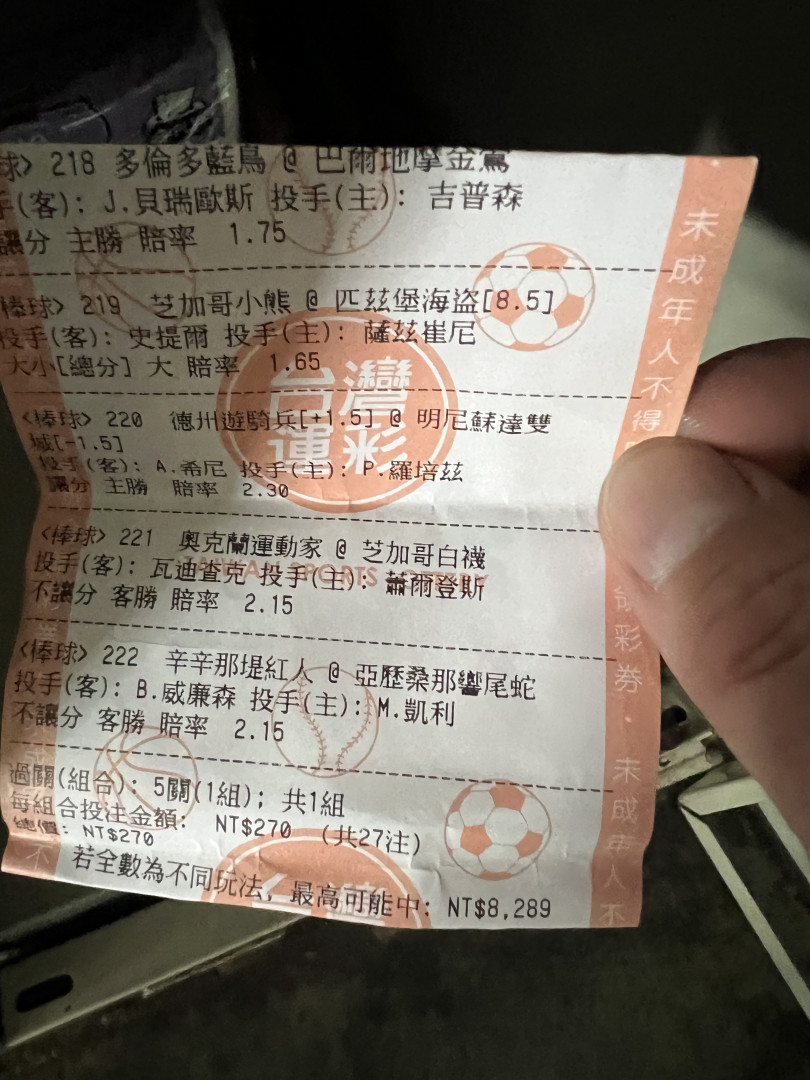 球> 218 多倫多藍鳥 @ 巴爾地摩金鶯
手(客): J.貝瑞歐斯 投手(主): 吉普森
讓分 主勝 賠率 1.75
棒球> 219 芝加哥小熊 @ 匹茲堡海盜[8.5]
投手(客): 史提爾 投手(主): 薩茲崔尼
大小[總分] 大 賠率 1.65
<棒球> 220 德州遊騎兵[+1.5] @ 明尼蘇達雙
城[-1.5]
投手(客): A.希尼 投手(主): P.羅培茲
讓分 主勝 賠率 2.30
<棒球> 221 奧克蘭運動家 @ 芝加哥白襪
投手(客): 瓦迪查克 投手(主): 蕭爾登斯
不讓分 客勝 賠率 2.15
<棒球> 222 辛辛那堤紅人 @ 亞歷桑那響尾蛇
投手(客): B.威廉森 投手(主): M.凱利
不讓分 客勝 賠率 2.15
過關(組合): 5關(1組); 共1組
每組合投注金額: NT$270 (共27注)
總價: NT$270
若全數為不同玩法, 最高可能中: NT$8,289
台灣
運彩
SPORTS
未成年人不得
彩券．未成年人不